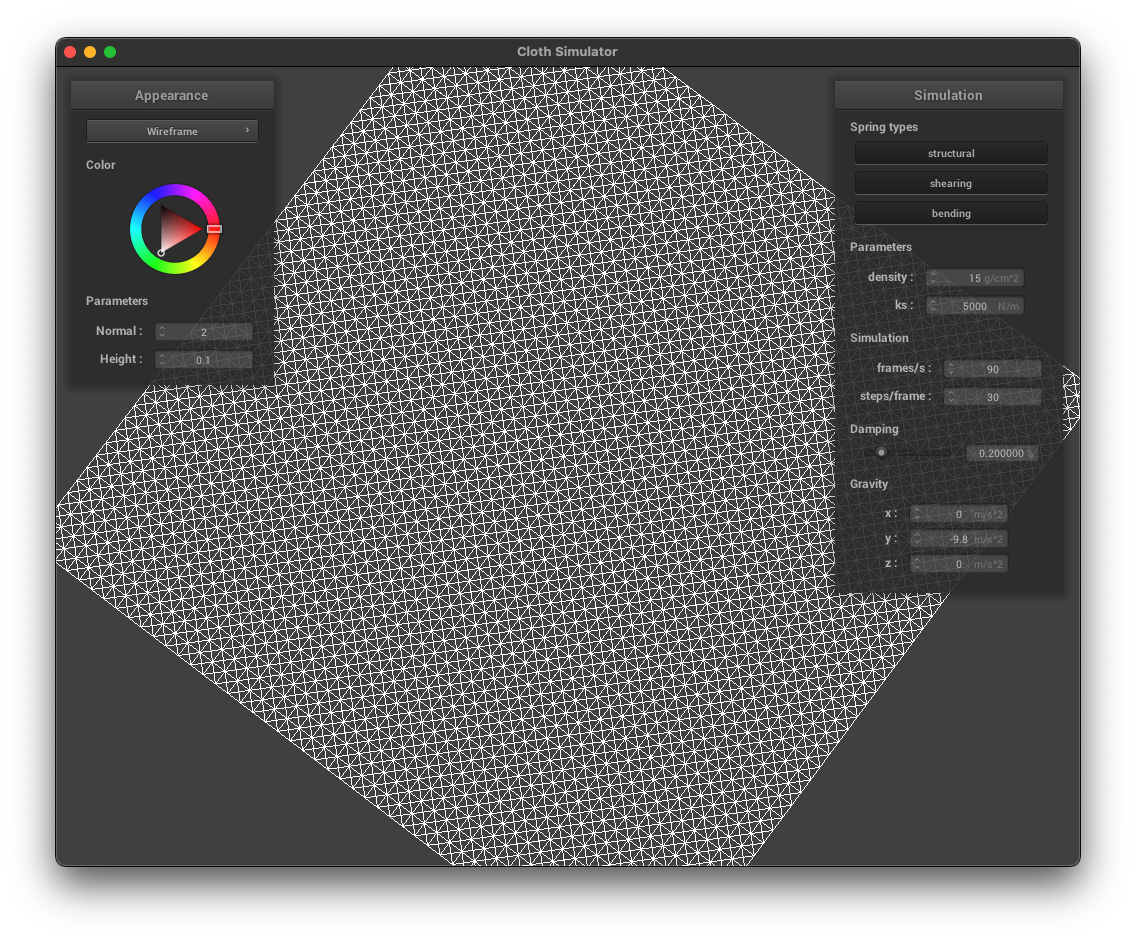 Cloth Simulator
Appearance
Wireframe
Color
Parameters
Normal : 2
Height : 0.1
Simulation
Spring types
structural
shearing
bending
Parameters
density : 15 g/cm^2
ks : 5000 N/m
Simulation
frames/s : 90
steps/frame : 30
Damping
0.200000 %
Gravity
x : 0 m/s^2
y : -9.8 m/s^2
z : 0 m/s^2